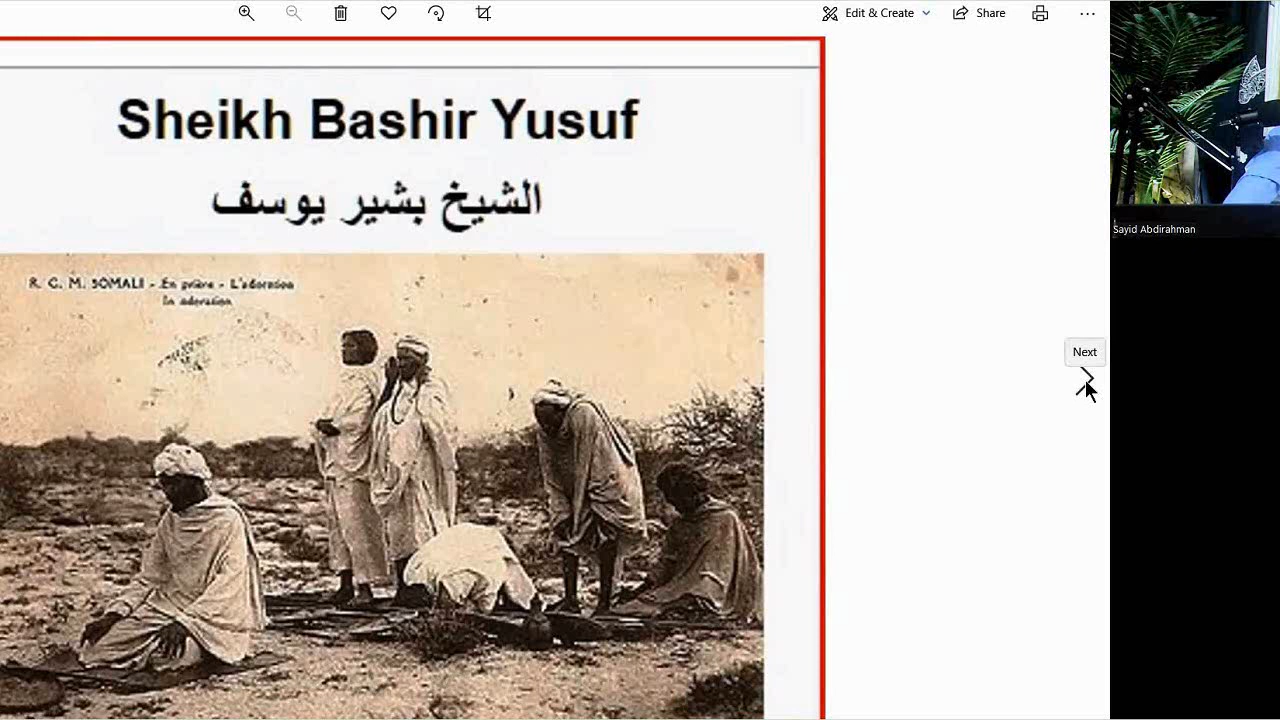 Edit & Create
Share
Sheikh Bashir Yusuf
الشيخ بشير يوسف
R. C. M. SOMALI - En prière - L'adoration
In adoration
Next
Sayid Abdirahman